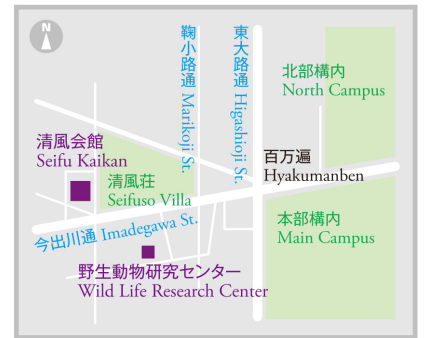 N
鞠小路通 Marikoji St.
東大路通 Higashioji St.
北部構内
North Campus
清風会館
Seifu Kaikan
百万遍
Hyakumanben
清風荘
Seifuso Villa
今出川通 Imadegawa St.
本部構内
Main Campus
野生動物研究センター
Wild Life Research Center